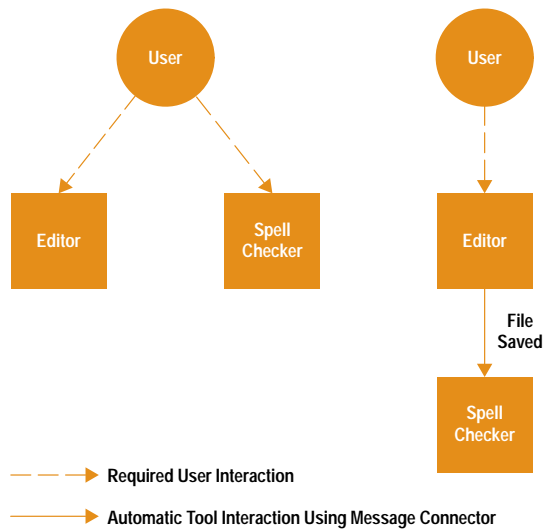 User
User
Editor
Spell
Checker
Editor
File
Saved
Spell
Checker
Required User Interaction
Automatic Tool Interaction Using Message Connector